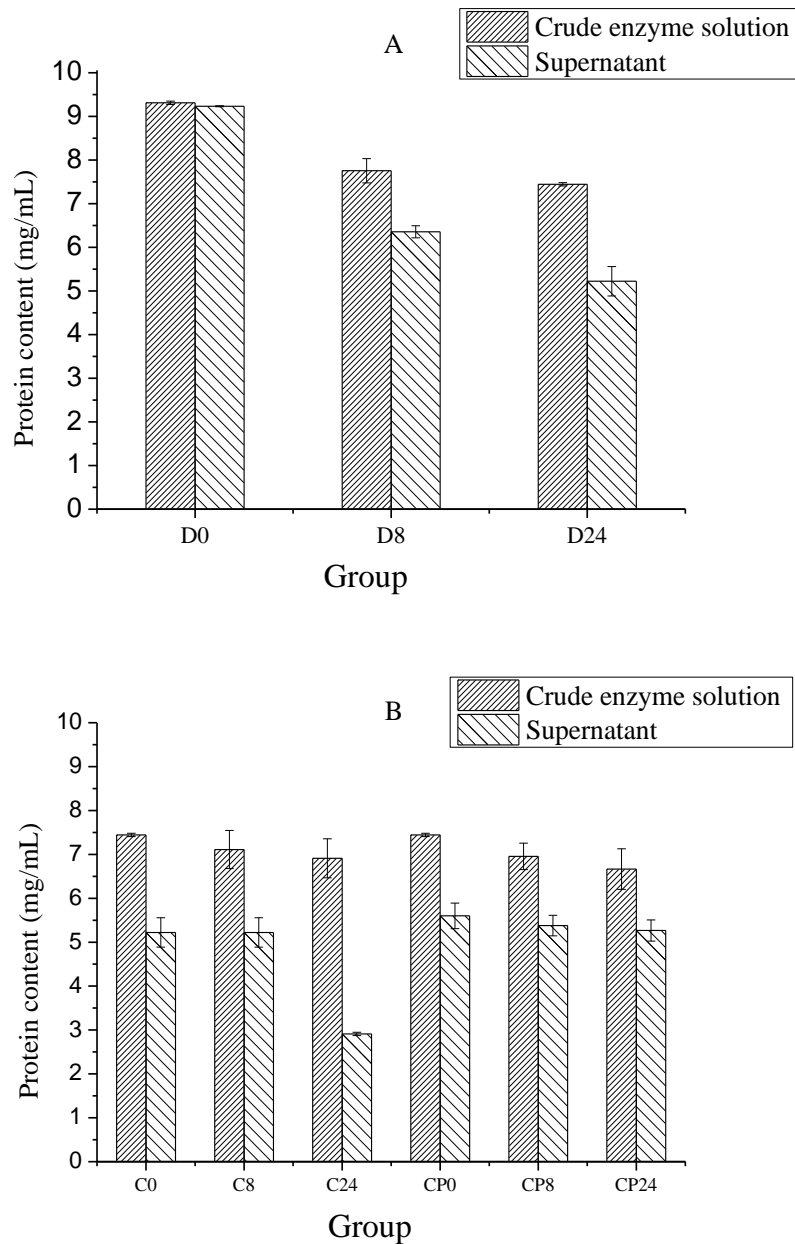 A
Crude enzyme solution
Supernatant
10
9
8
7
6
5
4
3
2
1
0
Protein content (mg/mL)
D0 D8 D24
Group
B
Crude enzyme solution
Supernatant
10
9
8
7
6
5
4
3
2
1
0
Protein content (mg/mL)
C0 C8 C24 CP0 CP8 CP24
Group